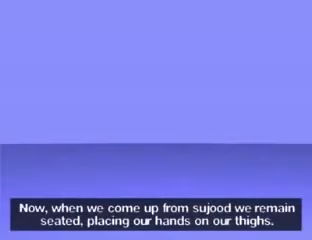 Now, when we come up from sujood we remain
seated, placing our hands on our thighs.